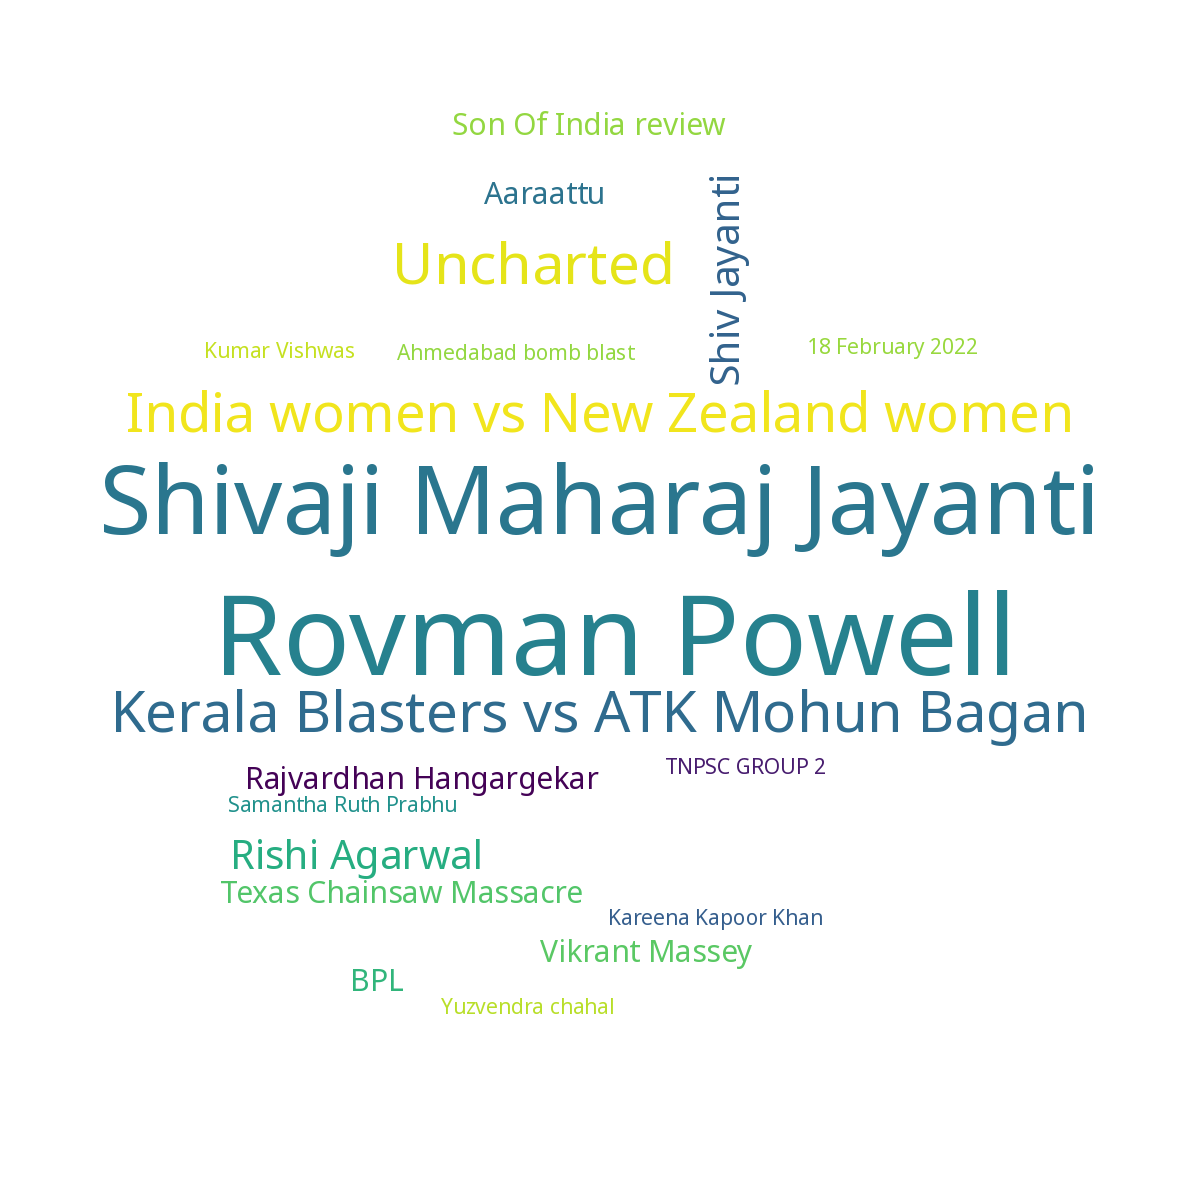 Son Of India review
Aaraattu
Shiv Jayanti
Uncharted
Kumar Vishwas
Ahmedabad bomb blast
18 February 2022
India women vs New Zealand women
Shivaji Maharaj Jayanti
Rovman Powell
Kerala Blasters vs ATK Mohun Bagan
Rajvardhan Hangargekar
TNPSC GROUP 2
Samantha Ruth Prabhu
Rishi Agarwal
Texas Chainsaw Massacre
Kareena Kapoor Khan
Vikrant Massey
BPL
Yuzvendra chahal